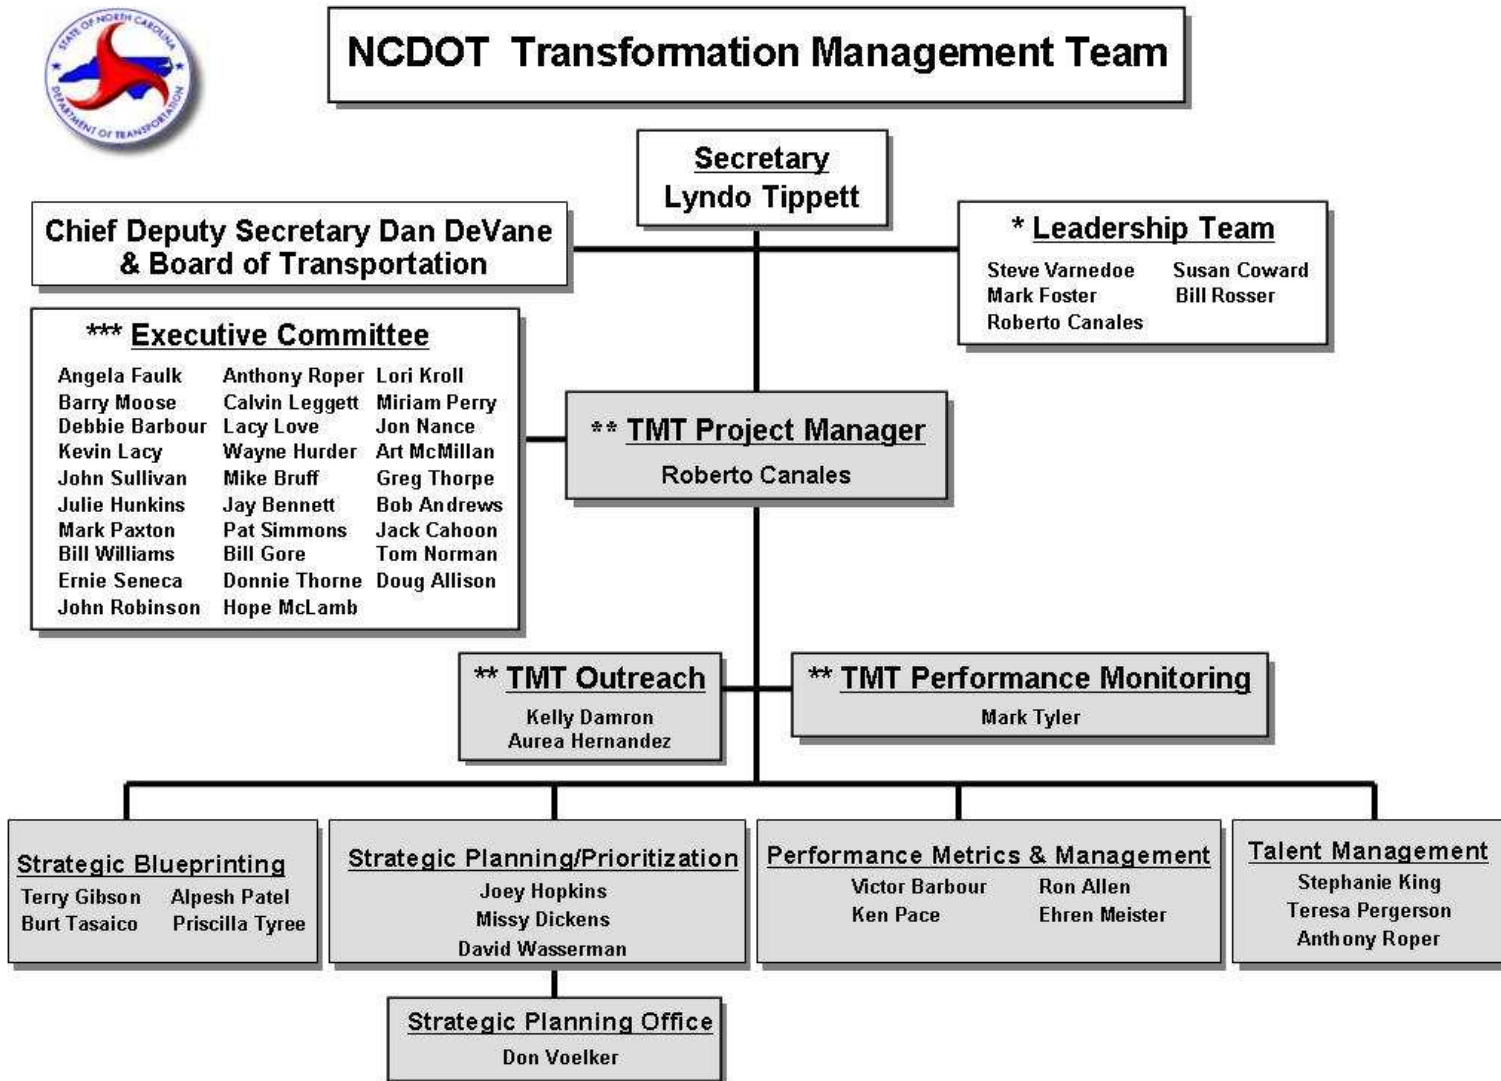 STATE OF NORTH CAROLINA
DEPARTMENT OF TRANSPORTATION
NCDOT Transformation Management Team
Secretary
Lyndo Tippett
Chief Deputy Secretary Dan DeVane
& Board of Transportation
* Leadership Team
Steve Varnedoe Susan Coward
Mark Foster Bill Rosser
Roberto Canales
*** Executive Committee
Angela Faulk Anthony Roper Lori Kroll
Barry Moose Calvin Leggett Miriam Perry
Debbie Barbour Lacy Love Jon Nance
Kevin Lacy Wayne Hurder Art McMillan
John Sullivan Mike Bruff Greg Thorpe
Julie Hunkins Jay Bennett Bob Andrews
Mark Paxton Pat Simmons Jack Cahoon
Bill Williams Bill Gore Tom Norman
Ernie Seneca Donnie Thorne Doug Allison
John Robinson Hope McLamb
** TMT Project Manager
Roberto Canales
** TMT Outreach
Kelly Damron
Aurea Hernandez
** TMT Performance Monitoring
Mark Tyler
Strategic Blueprinting
Terry Gibson Alpesh Patel
Burt Tasaico Priscilla Tyree
Strategic Planning/Prioritization
Joey Hopkins
Missy Dickens
David Wasserman
Performance Metrics & Management
Victor Barbour Ron Allen
Ken Pace Ehren Meister
Talent Management
Stephanie King
Teresa Pergerson
Anthony Roper
Strategic Planning Office
Don Voelker